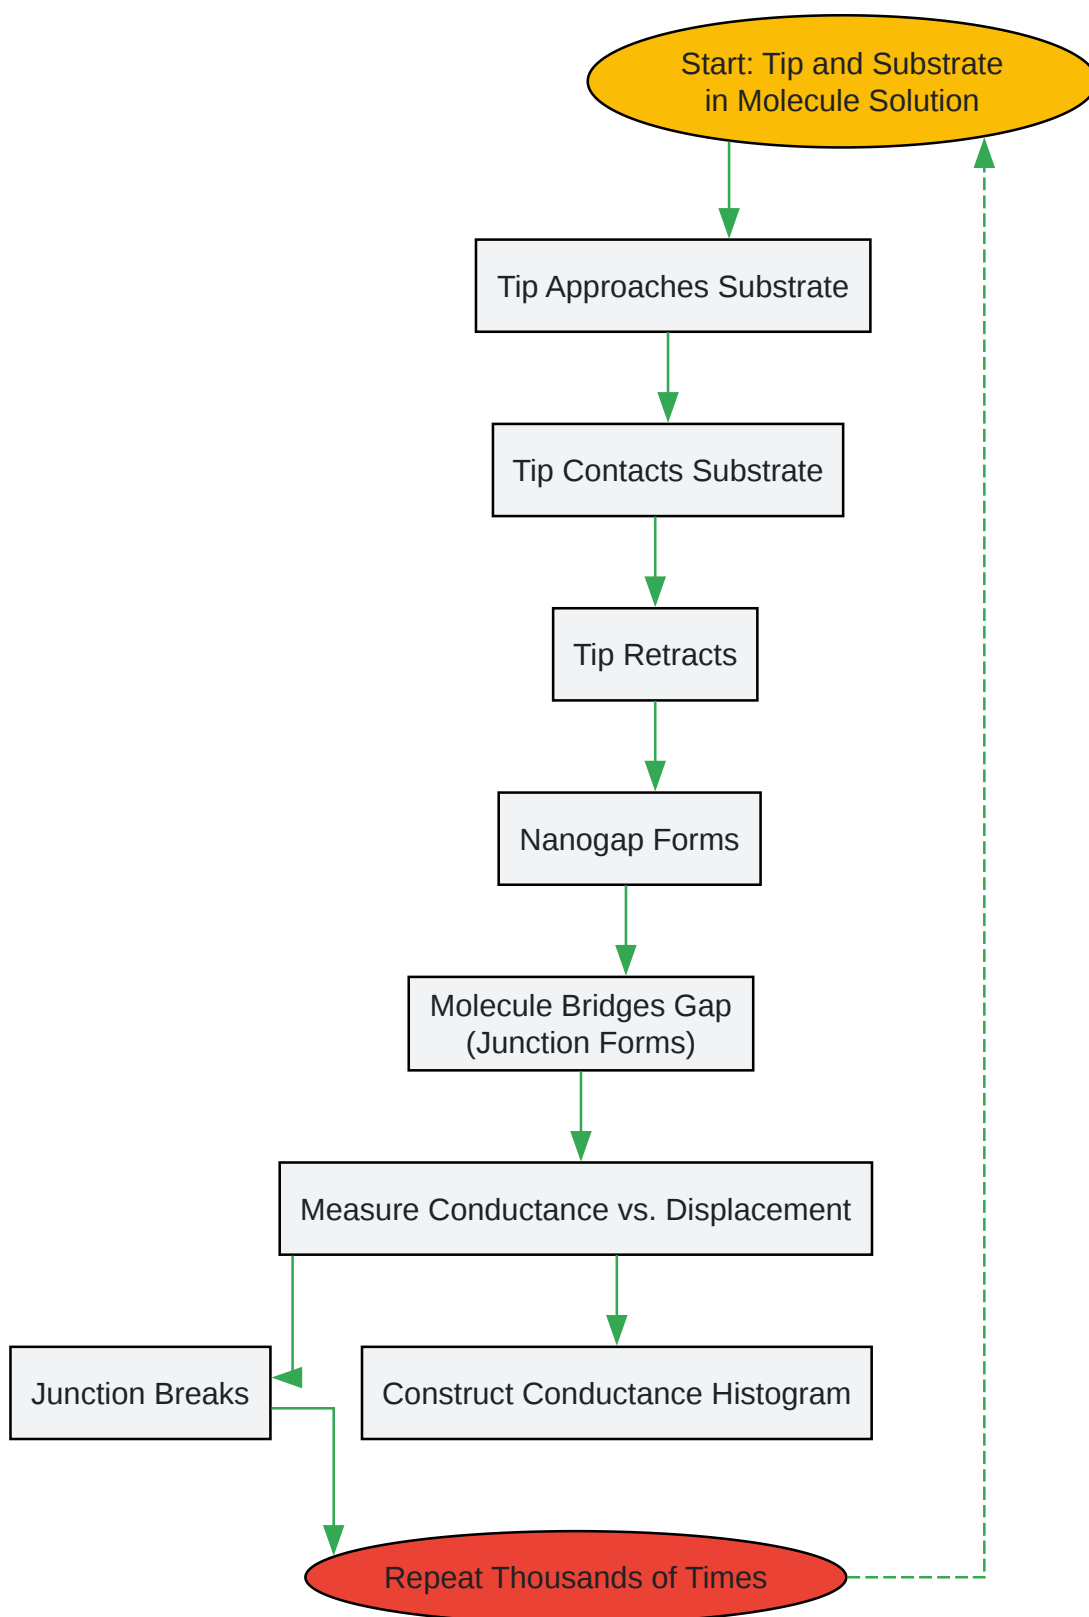 Start: Tip and Substrate
in Molecule Solution
Tip Approaches Substrate
Tip Contacts Substrate
Tip Retracts
Nanogap Forms
Molecule Bridges Gap
(Junction Forms)
Measure Conductance vs. Displacement
Junction Breaks
Construct Conductance Histogram
Repeat Thousands of Times